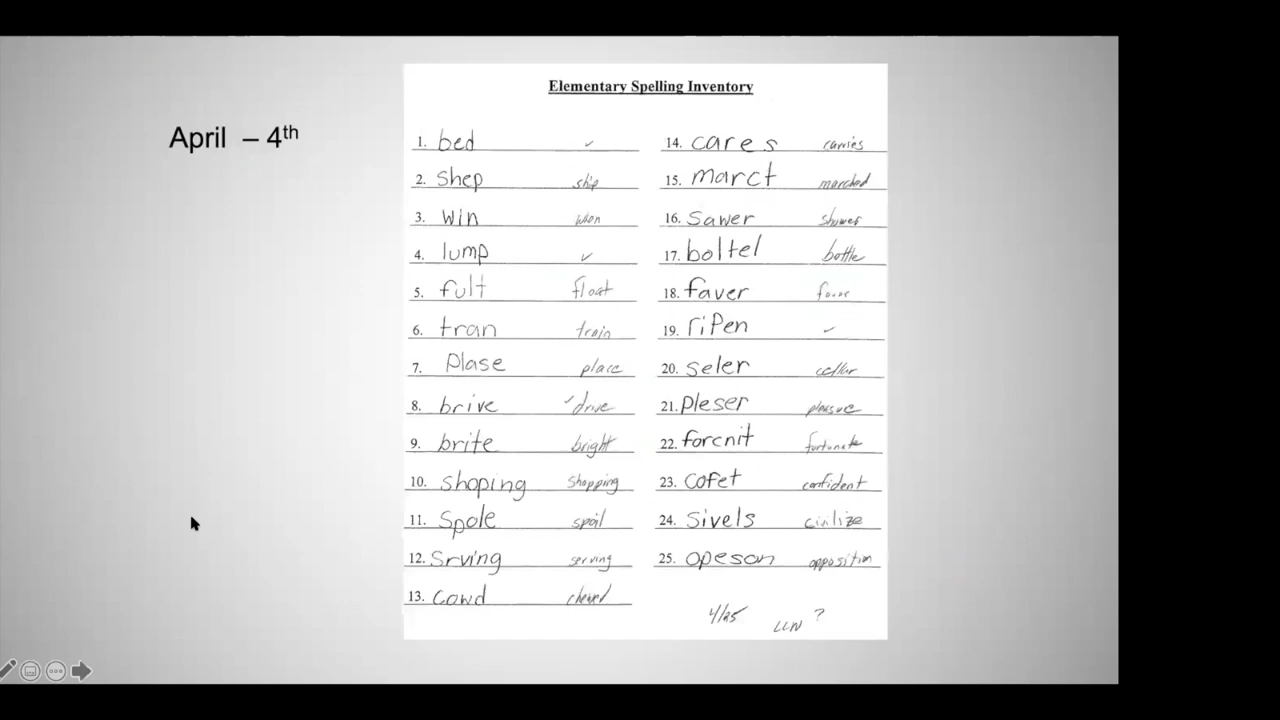 April – 4th
Elementary Spelling Inventory
1. bed ✓
2. shep ship
3. win when
4. lump ✓
5. fult float
6. tran train
7. Plase place
8. brive ✓ drive
9. brite bright
10. shoping shopping
11. Spole spoil
12. Srving serving
13. cowd chewed
14. cares carries
15. marct marched
16. sawer shower
17. boltel bottle
18. faver
19. riPen ✓
20. seler cellar
21. Pleser pleasure
22. forcnit fortunate
23. cofet confident
24. sivels civilize
25. opeson opposition
4/25
?